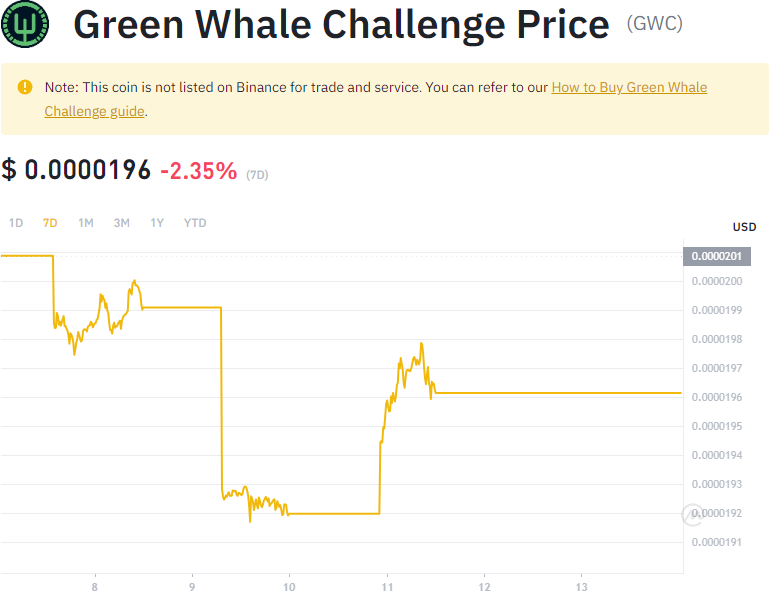 Green Whale Challenge Price (GWC)
Note: This coin is not listed on Binance for trade and service. You can refer to our How to Buy Green Whale
Challenge guide.
$ 0.0000196 -2.35% (7D)
1D 7D 1M 3M 1Y YTD
USD
0.0000201
0.0000200
0.0000199
0.0000198
0.0000197
0.0000196
0.0000195
0.0000194
0.0000193
0.0000192
0.0000191
8 9 10 11 12 13